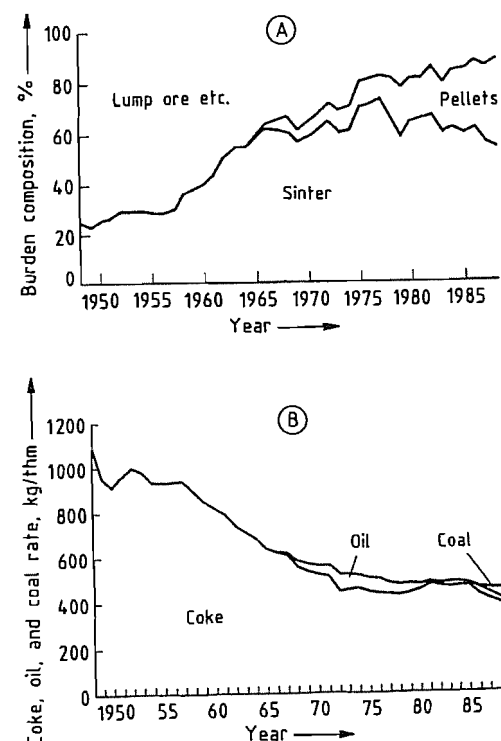 A
Burden composition, %
100
80
60
40
20
0
Lump ore etc.
Pellets
Sinter
1950 1955 1960 1965 1970 1975 1980 1985
Year
B
Coke, oil, and coal rate, kg/thm
1200
1000
800
600
400
200
0
Oil
Coal
Coke
1950 55 60 65 70 75 80 85
Year